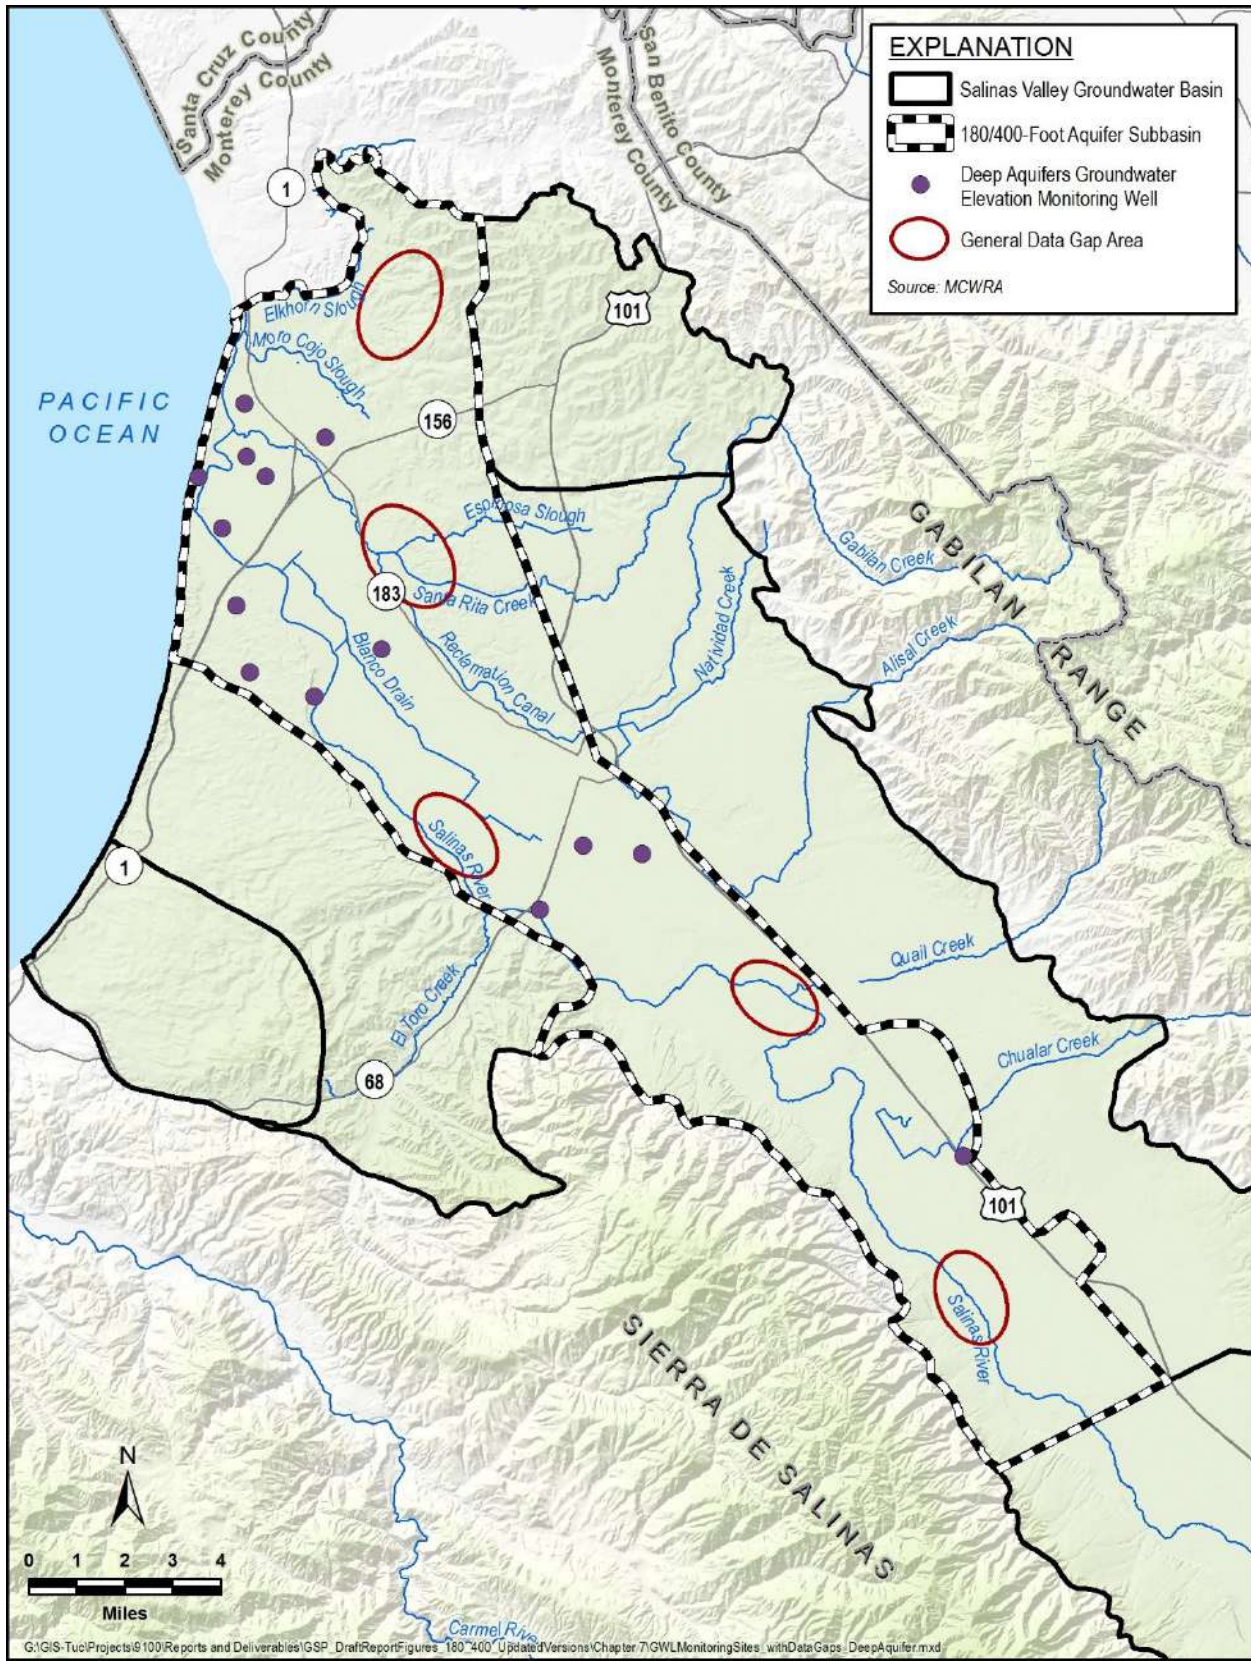 EXPLANATION
Salinas Valley Groundwater Basin
180/400-Foot Aquifer Subbasin
Deep Aquifers Groundwater
Elevation Monitoring Well
General Data Gap Area
Source: MCWRA
Santa Cruz County
Monterey County
San Benito County
Monterey County
1
101
Elkhorn Slough
Moro Cojo Slough
PACIFIC
OCEAN
156
Espinosa Slough
GABILAN
RANGE
Gabilan Creek
183
Santa Rita Creek
Natividad Creek
Alisal Creek
Reclamation Canal
Blanco Drain
Salinas River
1
Quail Creek
El Toro Creek
Chualar Creek
68
101
Salinas River
SIERRA DE SALINAS
N
0 1 2 3 4
Miles
Carmel River
G:\GIS-Tuc\Projects\9100\Reports and Deliverables\GSP_DraftReportFigures_180_400_UpdatedVersions\Chapter 7\GWLMonitoringSites_withDataGaps_DeepAquifer.mxd